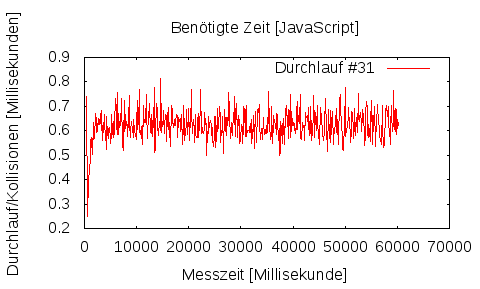 Benötigte Zeit [JavaScript]
Durchlauf/Kollisionen [Millisekunden]
Durchlauf #31
0.9
0.8
0.7
0.6
0.5
0.4
0.3
0.2
0 10000 20000 30000 40000 50000 60000 70000
Messzeit [Millisekunde]